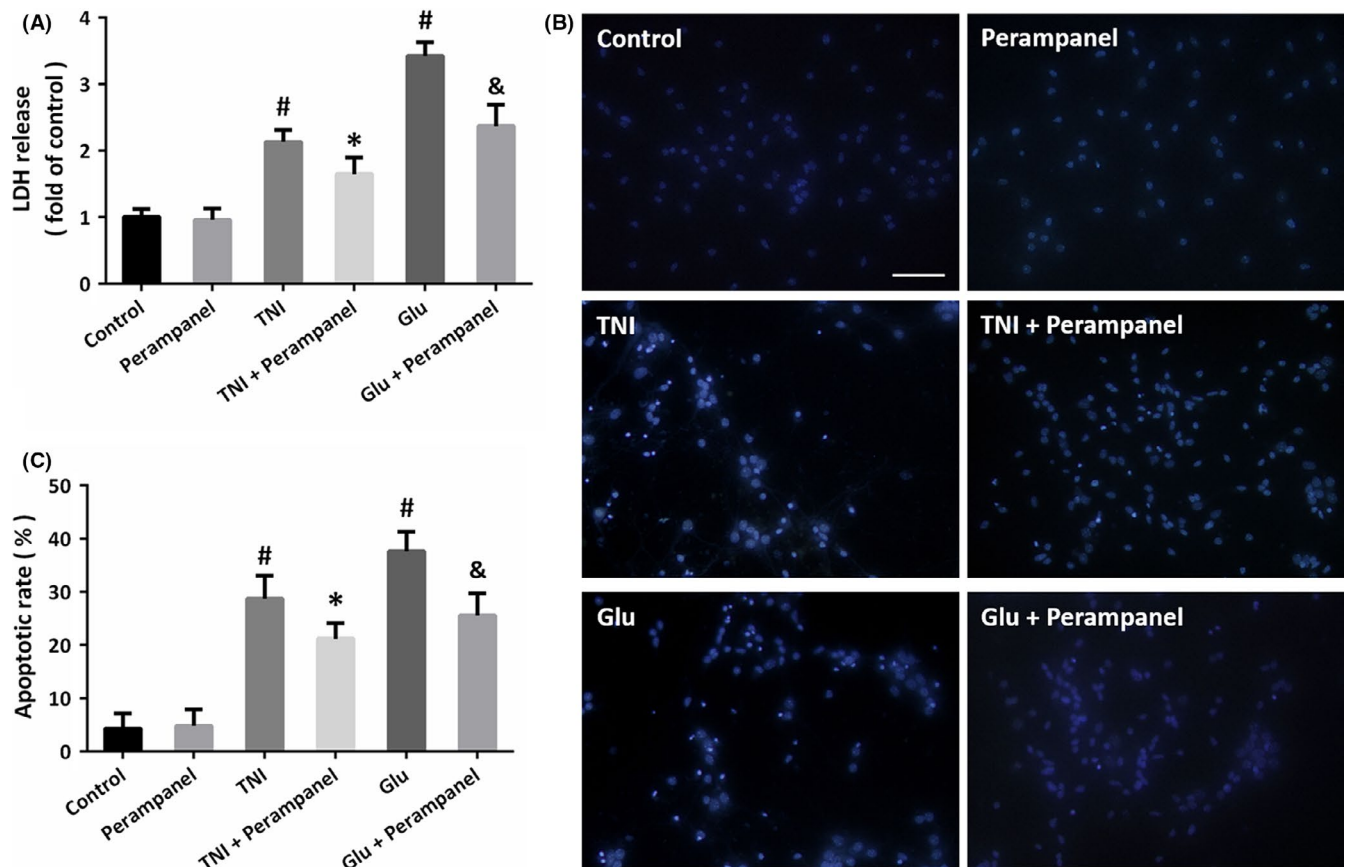 (A)
LDH release
( fold of control )
4
3
2
1
0
#
*
#
&
Control
Perampanel
TNI
TNI + Perampanel
Glu
Glu + Perampanel
(B)
Control
Perampanel
TNI
TNI + Perampanel
Glu
Glu + Perampanel
(C)
Apoptotic rate ( % )
50
40
30
20
10
0
#
*
#
&
Control
Perampanel
TNI
TNI + Perampanel
Glu
Glu + Perampanel